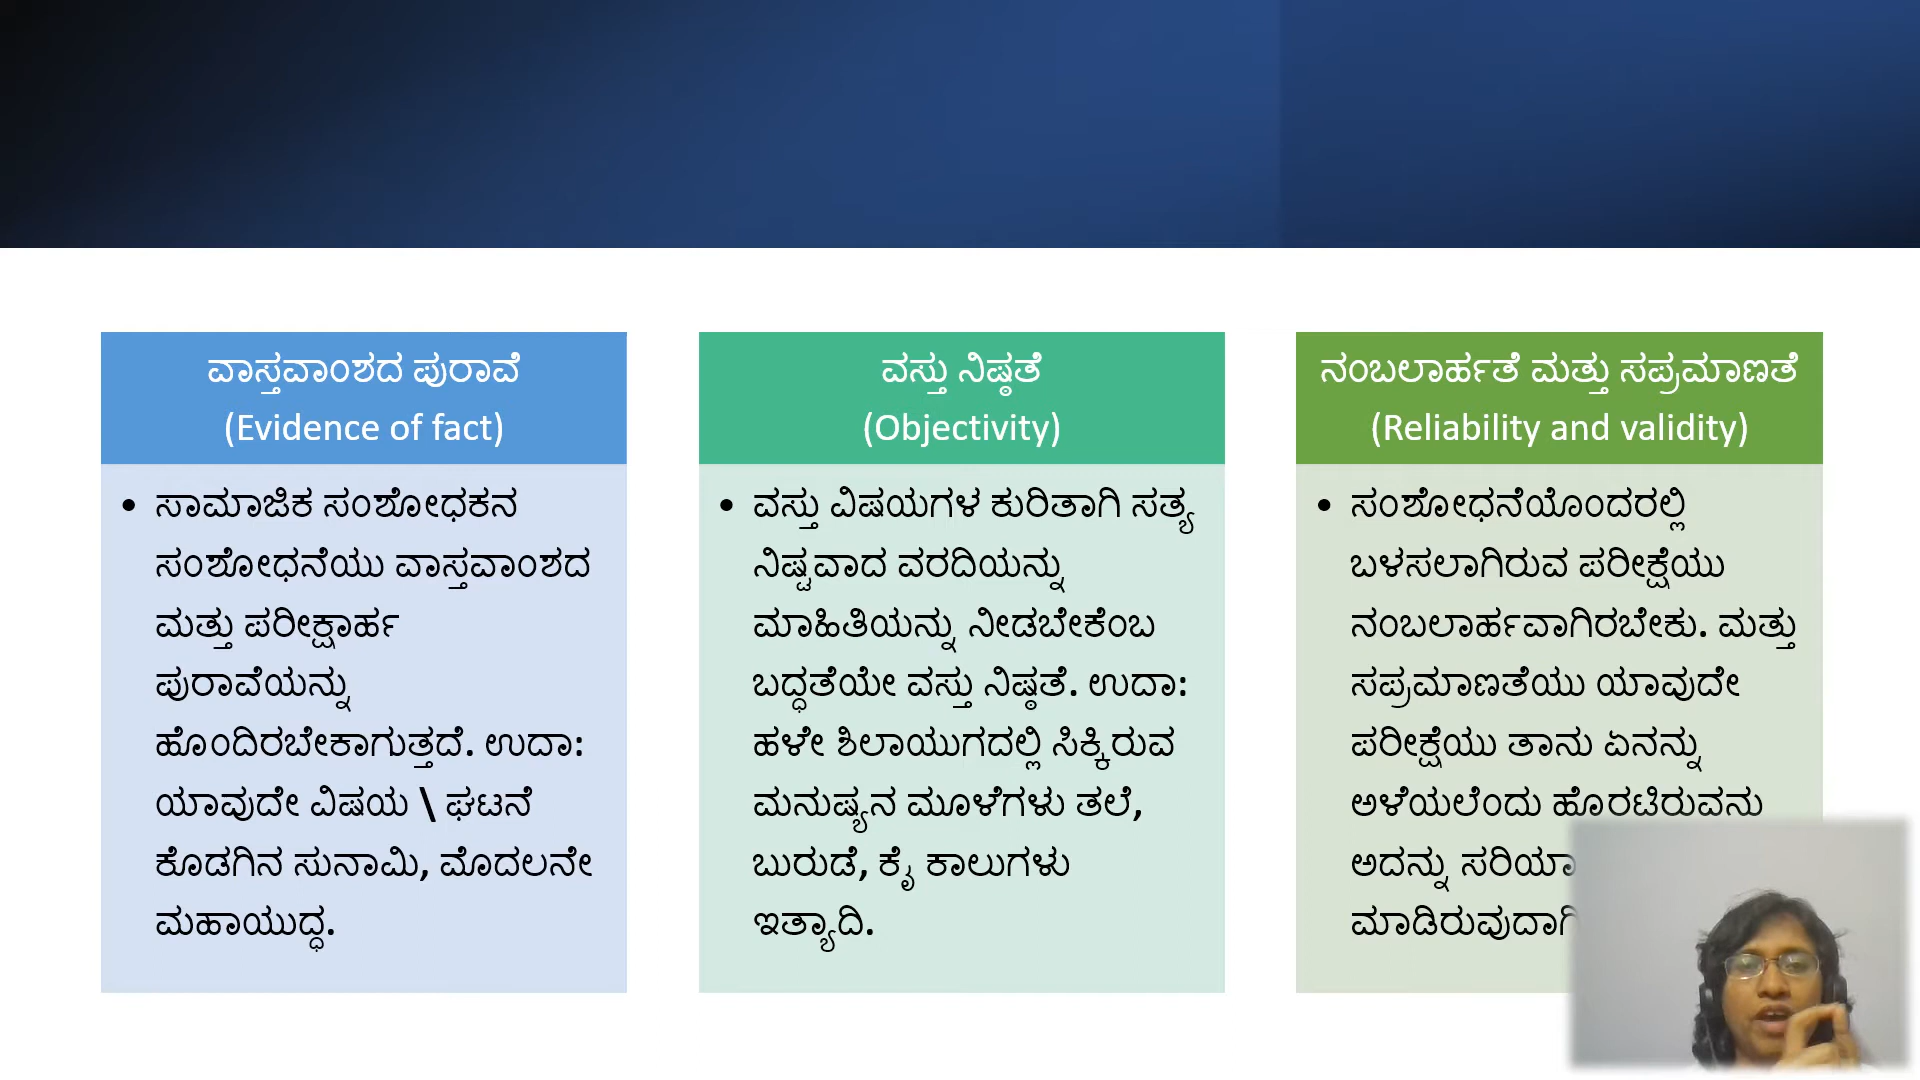 ವಾಸ್ತವಾಂಶದ ಪುರಾವೆ
(Evidence of fact)
ಸಾಮಾಜಿಕ ಸಂಶೋಧಕನ
ಸಂಶೋಧನೆಯು ವಾಸ್ತವಾಂಶದ
ಮತ್ತು ಪರೀಕ್ಷಾರ್ಹ
ಪುರಾವೆಯನ್ನು
ಹೊಂದಿರಬೇಕಾಗುತ್ತದೆ. ಉದಾ:
ಯಾವುದೇ ವಿಷಯ \ ಘಟನೆ
ಕೊಡಗಿನ ಸುನಾಮಿ, ಮೊದಲನೇ
ಮಹಾಯುದ್ಧ.
ವಸ್ತು ನಿಷ್ಠತೆ
(Objectivity)
ವಸ್ತು ವಿಷಯಗಳ ಕುರಿತಾಗಿ ಸತ್ಯ
ನಿಷ್ಟವಾದ ವರದಿಯನ್ನು
ಮಾಹಿತಿಯನ್ನು ನೀಡಬೇಕೆಂಬ
ಬದ್ಧತೆಯೇ ವಸ್ತು ನಿಷ್ಠತೆ. ಉದಾ:
ಹಳೇ ಶಿಲಾಯುಗದಲ್ಲಿ ಸಿಕ್ಕಿರುವ
ಮನುಷ್ಯನ ಮೂಳೆಗಳು ತಲೆ,
ಬುರುಡೆ, ಕೈ ಕಾಲುಗಳು
ಇತ್ಯಾದಿ.
ನಂಬಲಾರ್ಹತೆ ಮತ್ತು ಸಪ್ರಮಾಣತೆ
(Reliability and validity)
ಸಂಶೋಧನೆಯೊಂದರಲ್ಲಿ
ಬಳಸಲಾಗಿರುವ ಪರೀಕ್ಷೆಯು
ನಂಬಲಾರ್ಹವಾಗಿರಬೇಕು. ಮತ್ತು
ಸಪ್ರಮಾಣತೆಯು ಯಾವುದೇ
ಪರೀಕ್ಷೆಯು ತಾನು ಏನನ್ನು
ಅಳೆಯಲೆಂದು ಹೊರಟಿರುವನು
ಅದನ್ನು